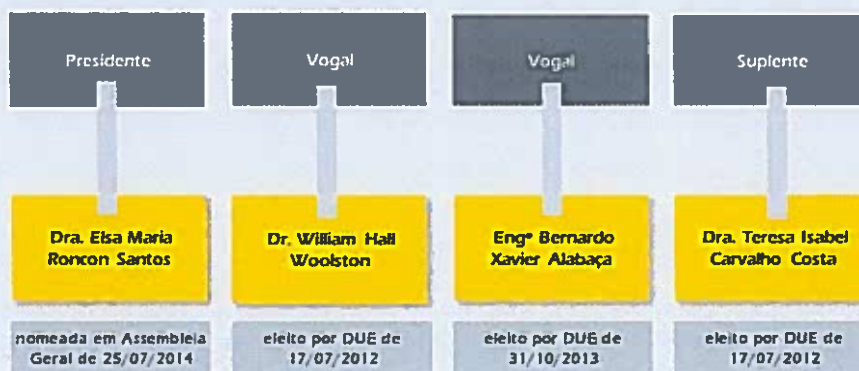 Presidente
Vogal
Vogal
Suplente
Dra. Elsa Maria
Roncon Santos
Dr. William Hall
Woolston
Engº Bernardo
Xavier Alabaça
Dra. Teresa Isabel
Carvalho Costa
nomeada em Assembleia
Geral de 25/07/2014
eleito por DUE de
17/07/2012
eleito por DUE de
31/10/2013
eleito por DUE de
17/07/2012